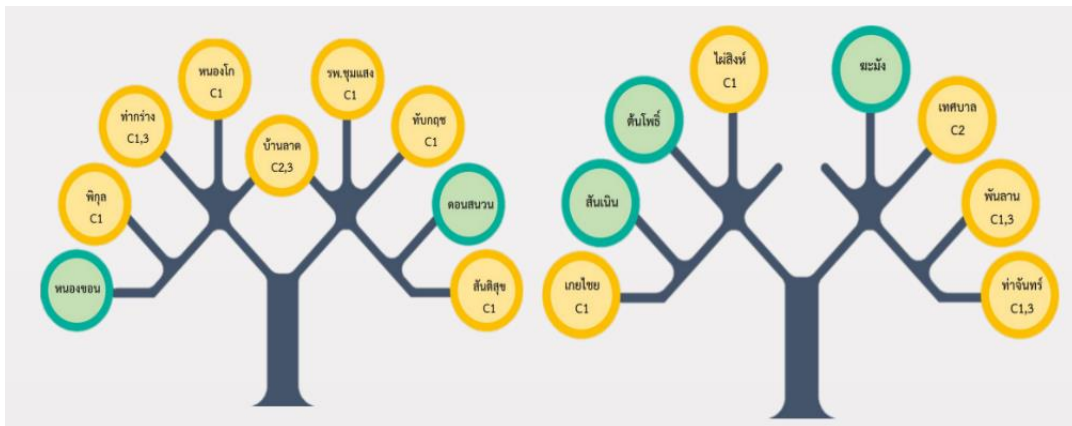 หนองโก
C1
รพ.ชุมแสง
C1
ท่ากร่าง
C1,3
บ้านลาด
C2,3
ทับกฤช
C1
พิกุล
C1
ดอนสนวน
หนองขอน
สันติสุข
C1
ไผ่สิงห์
C1
ฆะมัง
ต้นโพธิ์
เทศบาล
C2
สันเนิน
พันลาน
C1,3
เกยไชย
C1
ท่าจันทร์
C1,3